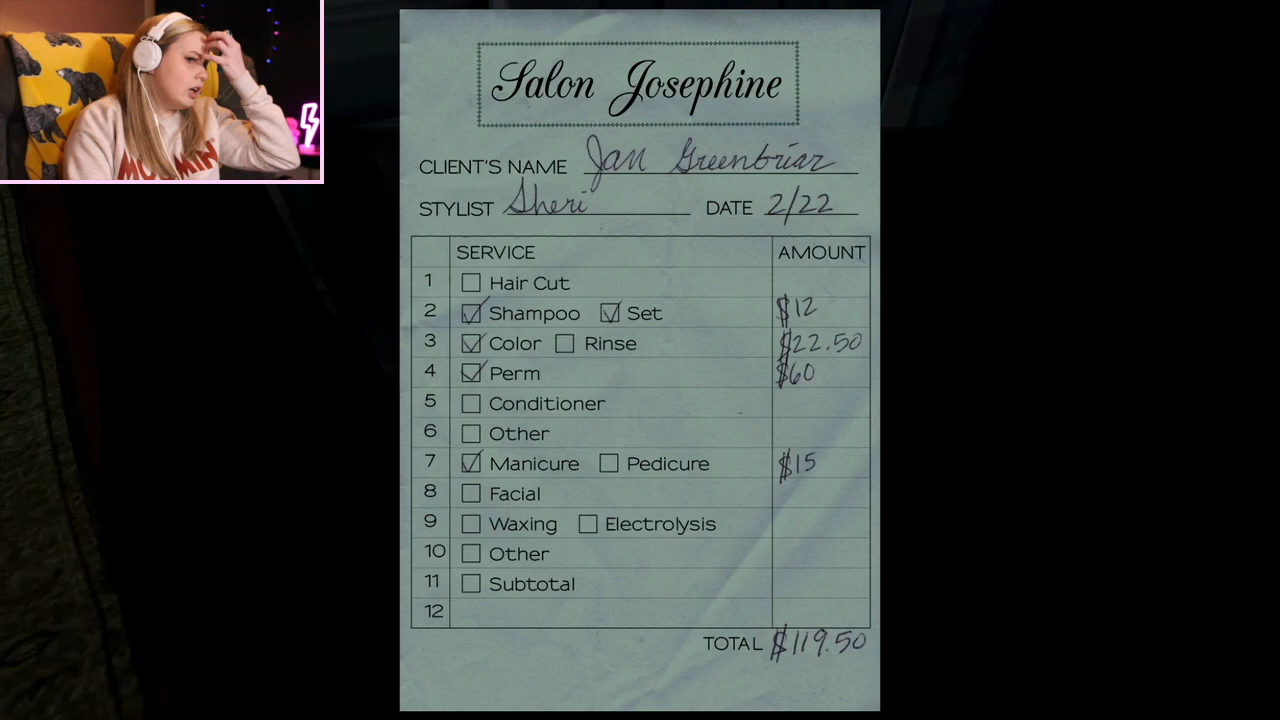 Salon Josephine
CLIENT'S NAME Jan Greenbriar
STYLIST Sheri DATE 2/22
SERVICE AMOUNT
1 Hair Cut
2 Shampoo Set $12
3 Color Rinse $22.50
4 Perm $60
5 Conditioner
6 Other
7 Manicure Pedicure $15
8 Facial
9 Waxing Electrolysis
10 Other
11 Subtotal
12
TOTAL $119.50